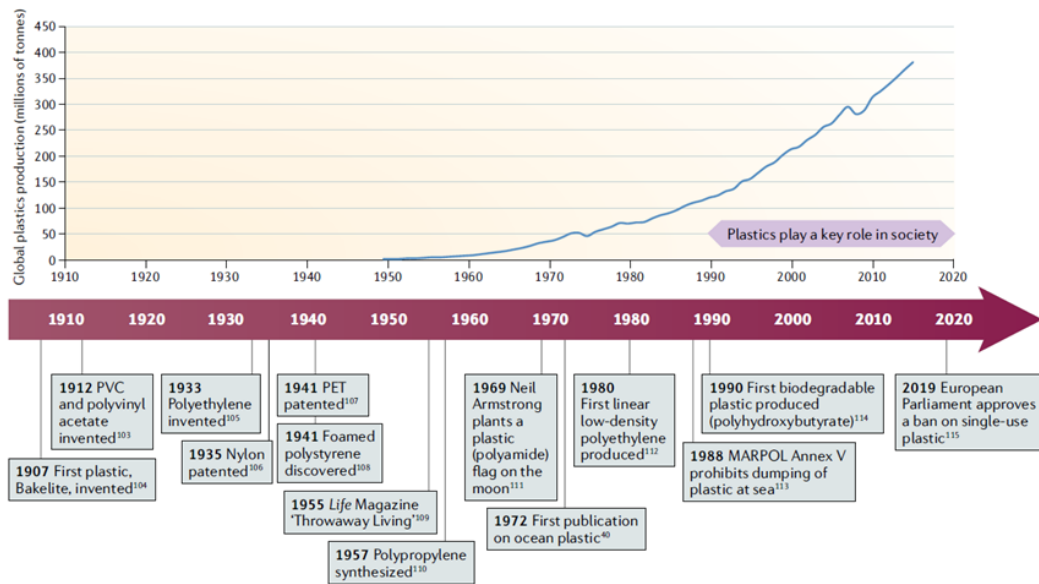 Global plastics production (millions of tonnes)
450
400
350
300
250
200
150
100
50
0
Plastics play a key role in society
1910 1920 1930 1940 1950 1960 1970 1980 1990 2000 2010 2020
1910 1920 1930 1940 1950 1960 1970 1980 1990 2000 2010 2020
1907 First plastic,
Bakelite, invented¹⁰⁴
1912 PVC
and polyvinyl
acetate
invented¹⁰³
1933
Polyethylene
invented¹⁰⁵
1935 Nylon
patented¹⁰⁶
1941 PET
patented¹⁰⁷
1941 Foamed
polystyrene
discovered¹⁰⁸
1955 Life Magazine
‘Throwaway Living’¹⁰⁹
1957 Polypropylene
synthesized¹¹⁰
1969 Neil
Armstrong
plants a
plastic
(polyamide)
flag on the
moon¹¹¹
1972 First publication
on ocean plastic⁴⁰
1980
First linear
low-density
polyethylene
produced¹¹²
1988 MARPOL Annex V
prohibits dumping of
plastic at sea¹¹³
1990 First biodegradable
plastic produced
(polyhydroxybutyrate)¹¹⁴
2019 European
Parliament approves
a ban on single-use
plastic¹¹⁵